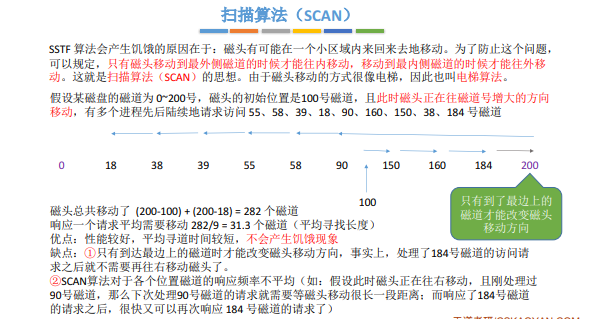 扫描算法（SCAN）
SSTF 算法会产生饥饿的原因在于：磁头有可能在一个小区域内来回来去地移动。为了防止这个问题，
可以规定，只有磁头移动到最外侧磁道的时候才能往内移动，移动到最内侧磁道的时候才能往外移
动。这就是扫描算法（SCAN）的思想。由于磁头移动的方式很像电梯，因此也叫电梯算法。
假设某磁盘的磁道为 0~200号，磁头的初始位置是100号磁道，且此时磁头正在往磁道号增大的方向
移动，有多个进程先后陆续地请求访问 55、58、39、18、90、160、150、38、184 号磁道
0 18 38 39 55 58 90 150 160 184 200
100
只有到了最边上的
磁道才能改变磁头
移动方向
磁头总共移动了 (200-100) + (200-18) = 282 个磁道
响应一个请求平均需要移动 282/9 = 31.3 个磁道（平均寻找长度）
优点：性能较好，平均寻道时间较短，不会产生饥饿现象
缺点：①只有到达最边上的磁道时才能改变磁头移动方向，事实上，处理了184号磁道的访问请
求之后就不需要再往右移动磁头了。
②SCAN算法对于各个位置磁道的响应频率不平均（如：假设此时磁头正在往右移动，且刚处理过
90号磁道，那么下次处理90号磁道的请求就需要等磁头移动很长一段距离；而响应了184号磁道
的请求之后，很快又可以再次响应 184 号磁道的请求了）